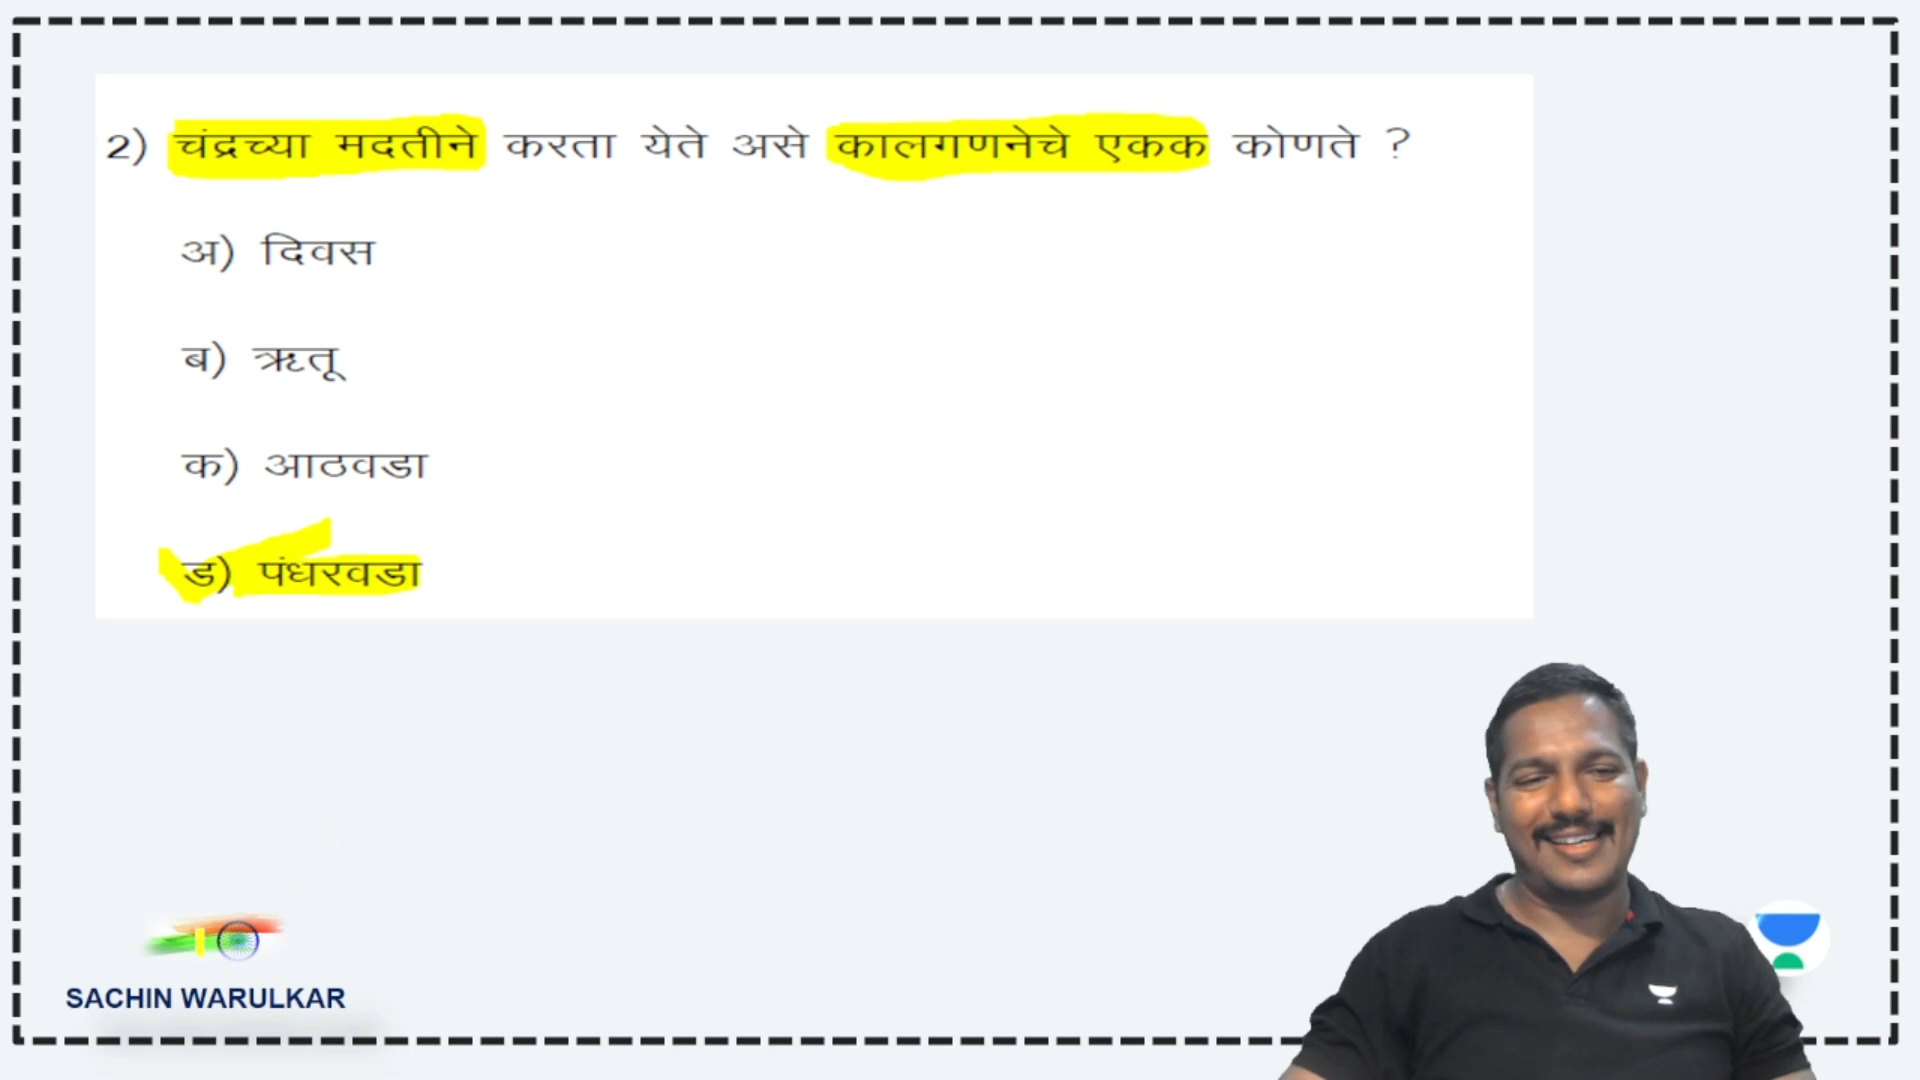 2) चंद्रच्या मदतीने करता येते असे कालगणनेचे एकक कोणते ?
अ) दिवस
ब) ऋतू
क) आठवडा
ड) पंधरवडा
SACHIN WARULKAR